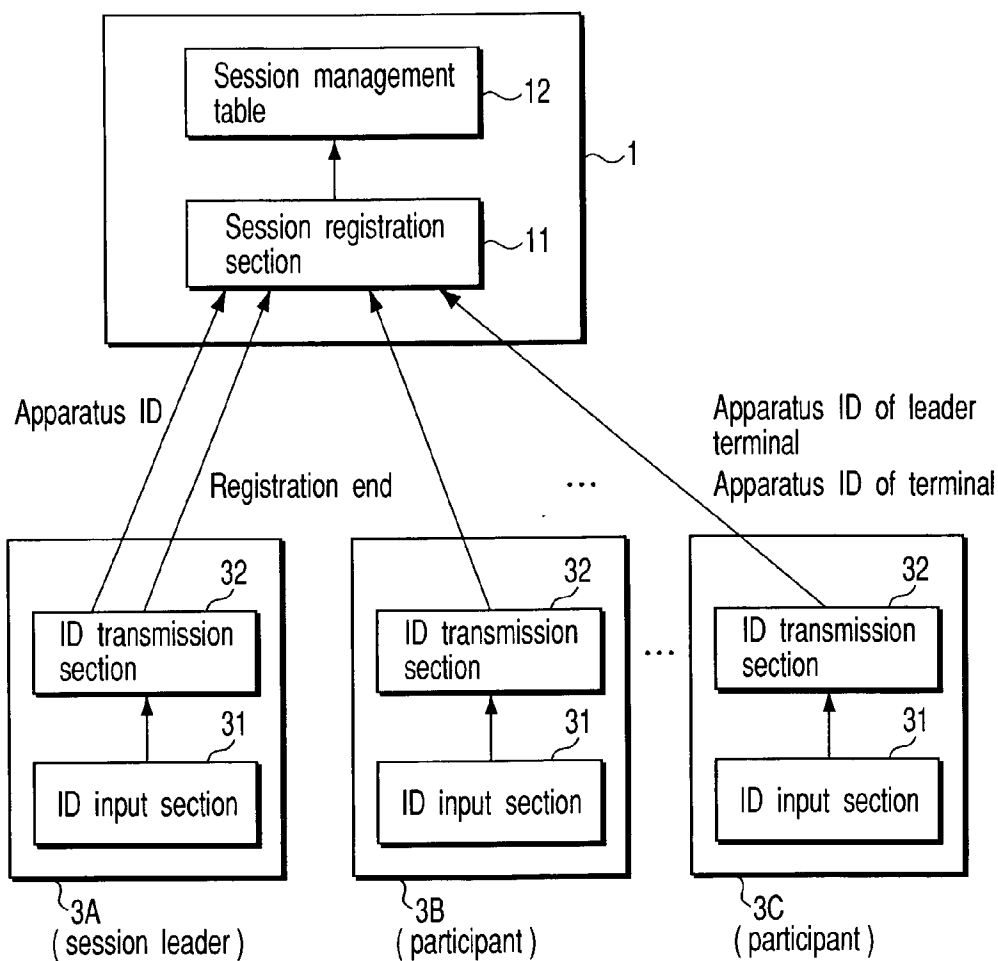 Session management
table
12
1
Session registration
section
11
Apparatus ID
Registration end
...
Apparatus ID of leader
terminal
Apparatus ID of terminal
32
ID transmission
section
31
ID input section
3A
(session leader)
32
ID transmission
section
31
ID input section
3B
(participant)
...
32
ID transmission
section
31
ID input section
3C
(participant)